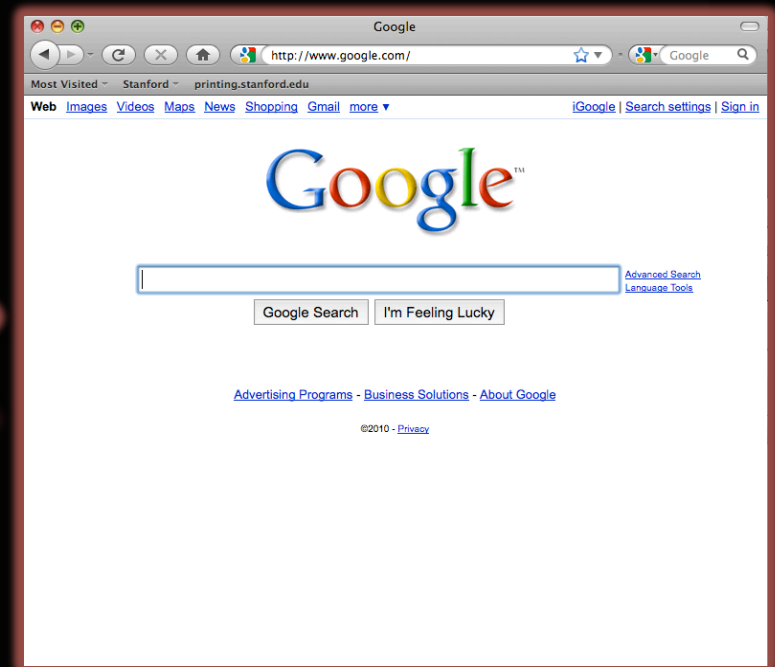 Google
http://www.google.com/ Google
Most Visited Stanford printing.stanford.edu
Web Images Videos Maps News Shopping Gmail more ▼ iGoogle | Search settings | Sign in
Google™
Advanced Search
Language Tools
Google Search I'm Feeling Lucky
Advertising Programs - Business Solutions - About Google
©2010 - Privacy